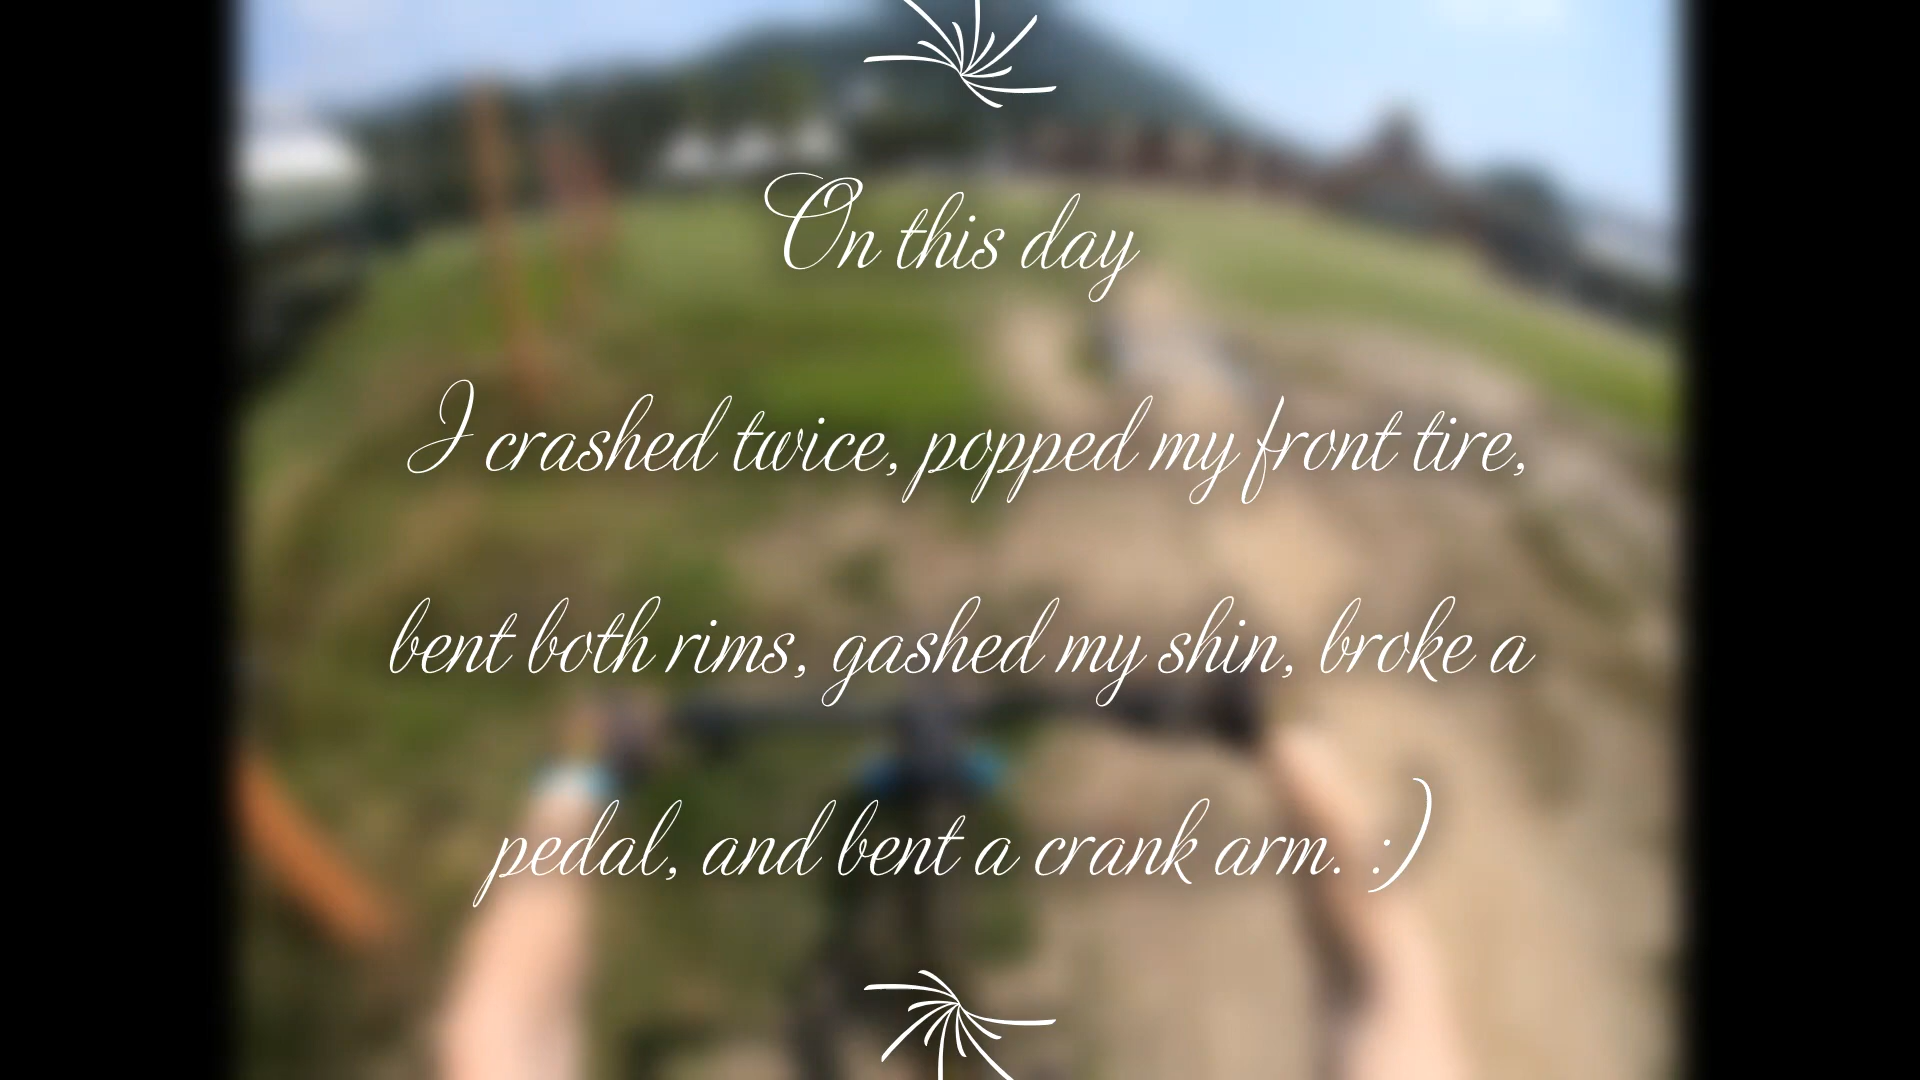 On this day
I crashed twice, popped my front tire,
bent both rims, gashed my shin, broke a
pedal, and bent a crank arm. :)